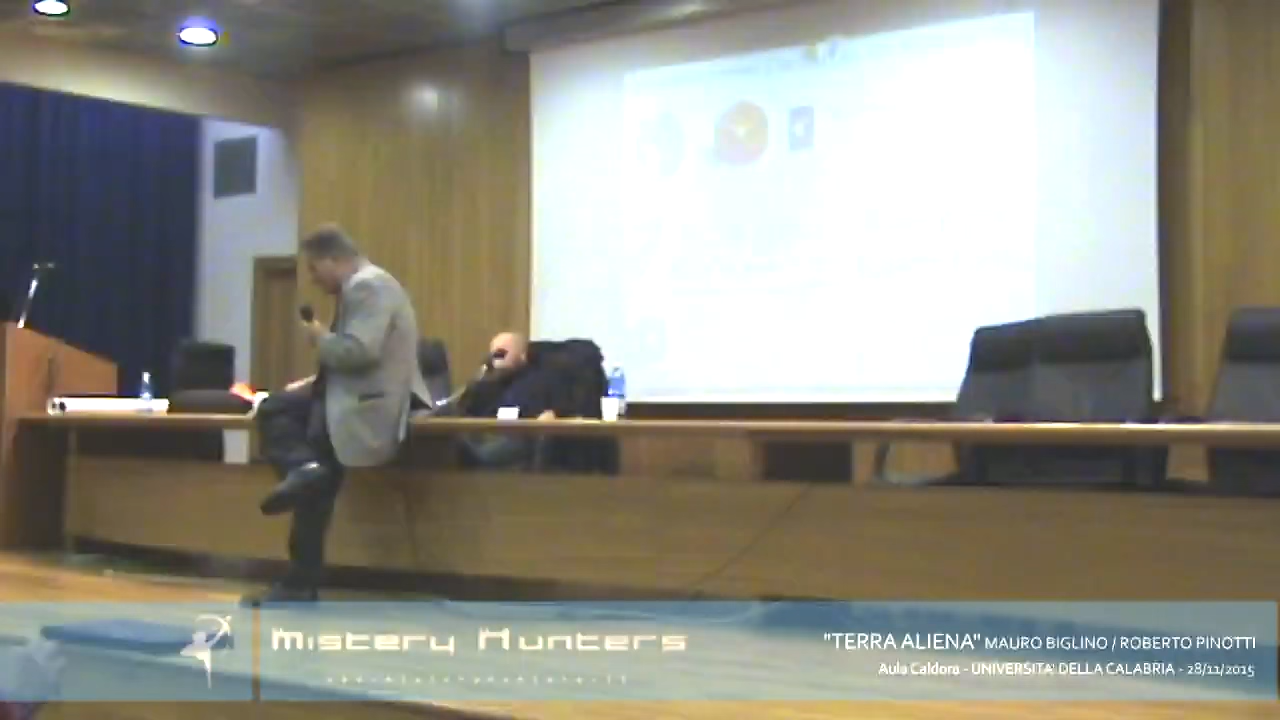 Mistery Hunters
"TERRA ALIENA" MAURO BIGLINO / ROBERTO PINOTTI
Aula Caldora - UNIVERSITA' DELLA CALABRIA - 28/11/2015